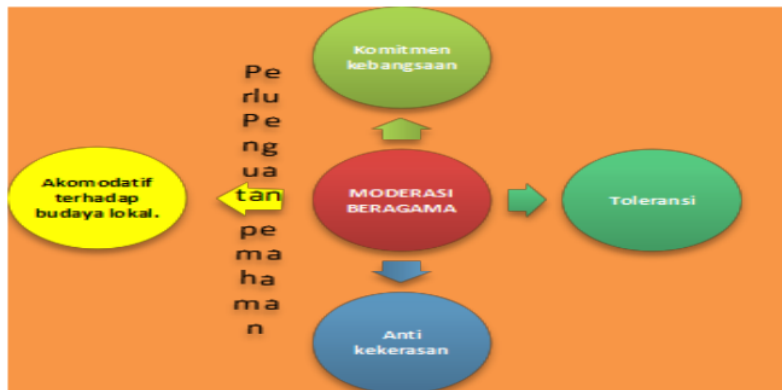 Komitmen
kebangsaan
Pe
rlu
Pe
ng
ua
tan
pe
ma
ha
ma
n
Akomodatif
terhadap
budaya lokal.
MODERASI
BERAGAMA
Toleransi
Anti
kekerasan